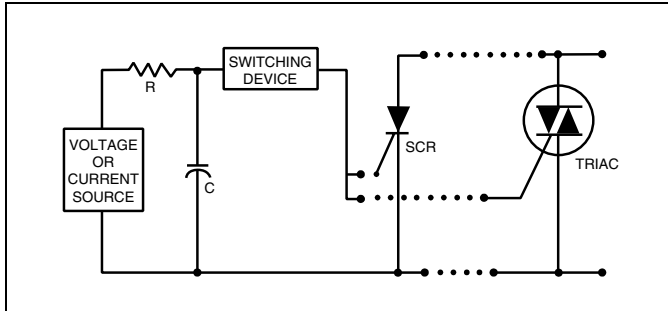 SWITCHING
DEVICE
R
VOLTAGE
OR
CURRENT
SOURCE
C
SCR
TRIAC